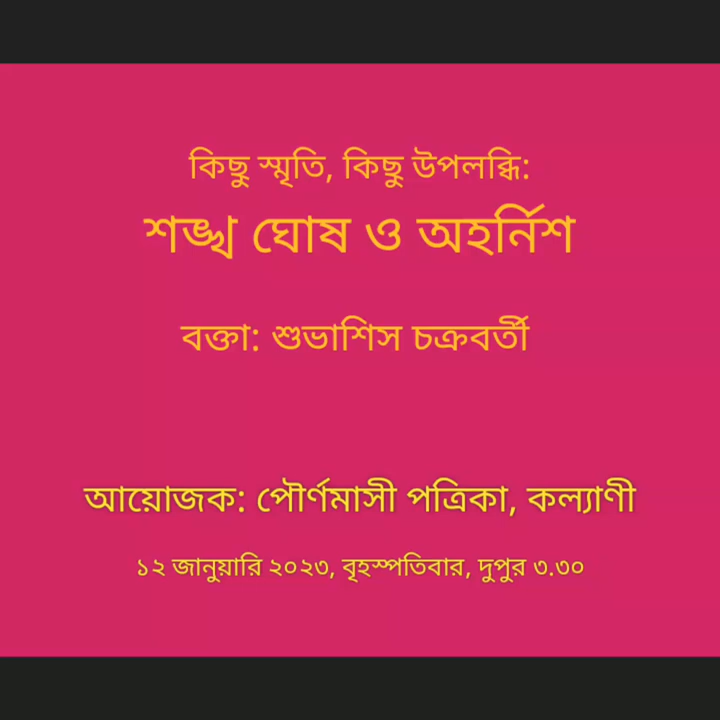 কিছু স্মৃতি, কিছু উপলব্ধি:
শঙ্খ ঘোষ ও অহর্নিশ
বক্তা: শুভাশিস চক্রবর্তী
আয়োজক: পৌর্ণমাসী পত্রিকা, কল্যাণী
১২ জানুয়ারি ২০২৩, বৃহস্পতিবার, দুপুর ৩.৩০